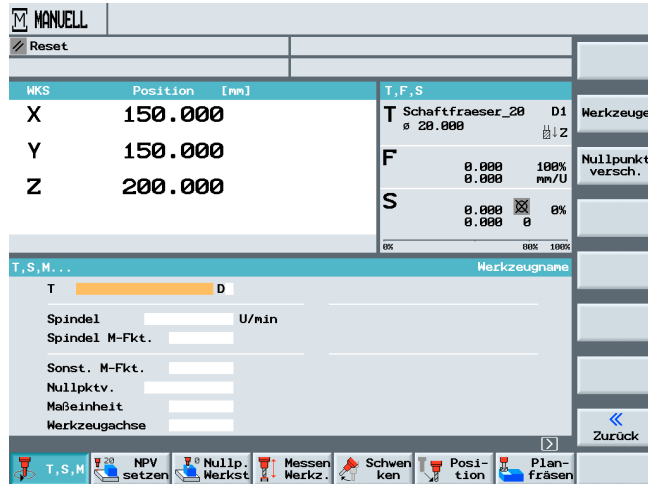 M MANUELL
Reset
WKS Position [mm]
X 150.000
Y 150.000
Z 200.000
T,F,S
T Schaftfraeser_20 D1
ø 20.000 Z
F 0.000 100%
0.000 mm/U
S 0.000 0%
0.000 0
0% 80% 100%
T,S,M... Werkzeugname
T D
Spindel U/min
Spindel M-Fkt.
Sonst. M-Fkt.
Nullpktv.
Maßeinheit
Werkzeugachse
Werkzeuge
Nullpunkt
versch.
«
Zurück
T,S,M
20 NPV
setzen
0 Nullp.
Werkst
Messen
Werkz.
Schwen
ken
Posi-
tion
Plan-
fräsen